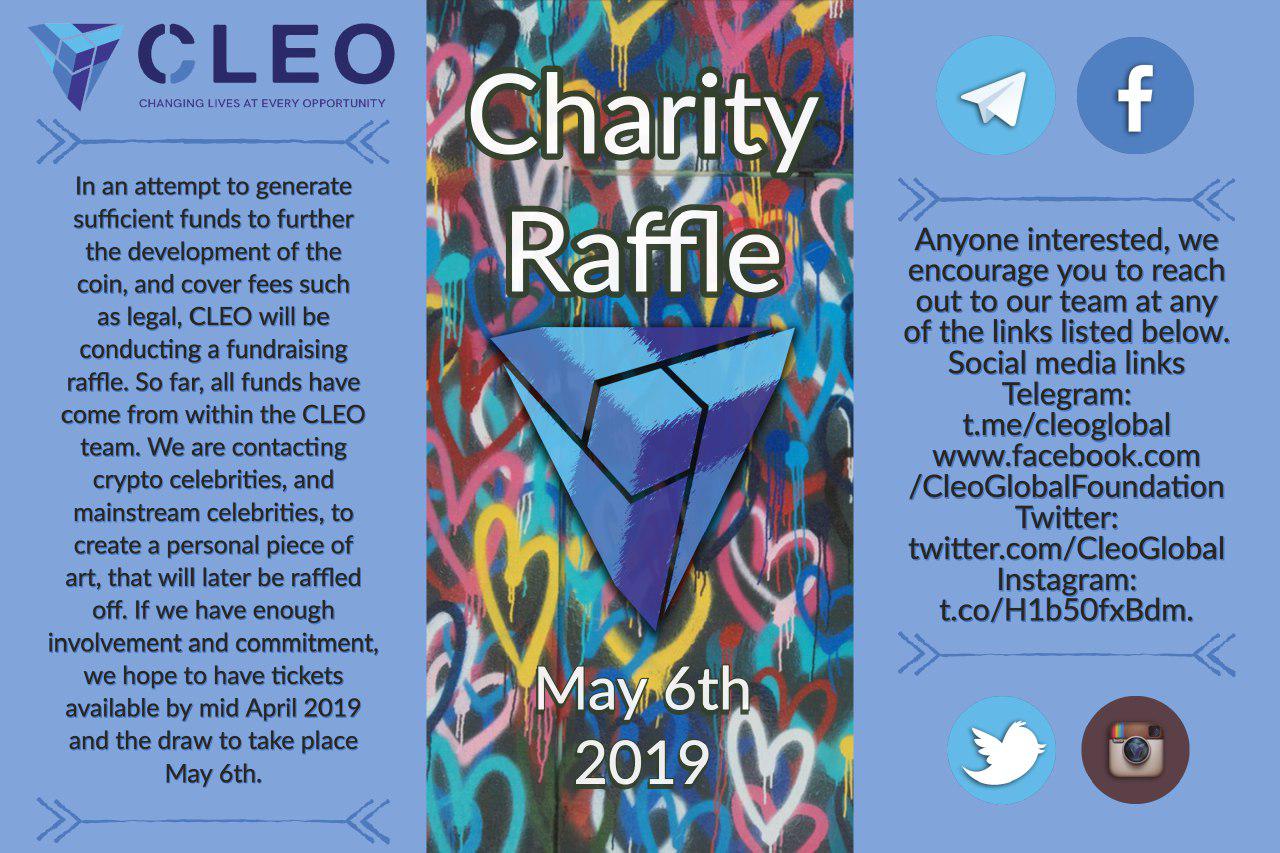 CLEO
CHANGING LIVES AT EVERY OPPORTUNITY
In an attempt to generate
sufficient funds to further
the development of the
coin, and cover fees such
as legal, CLEO will be
conducting a fundraising
raffle. So far, all funds have
come from within the CLEO
team. We are contacting
crypto celebrities, and
mainstream celebrities, to
create a personal piece of
art, that will later be raffled
off. If we have enough
involvement and commitment,
we hope to have tickets
available by mid April 2019
and the draw to take place
May 6th.
Charity
Raffle
May 6th
2019
Anyone interested, we
encourage you to reach
out to our team at any
of the links listed below.
Social media links
Telegram:
t.me/cleoglobal
www.facebook.com
/CleoGlobalFoundation
Twitter:
twitter.com/CleoGlobal
Instagram:
t.co/H1b50fxBdm.